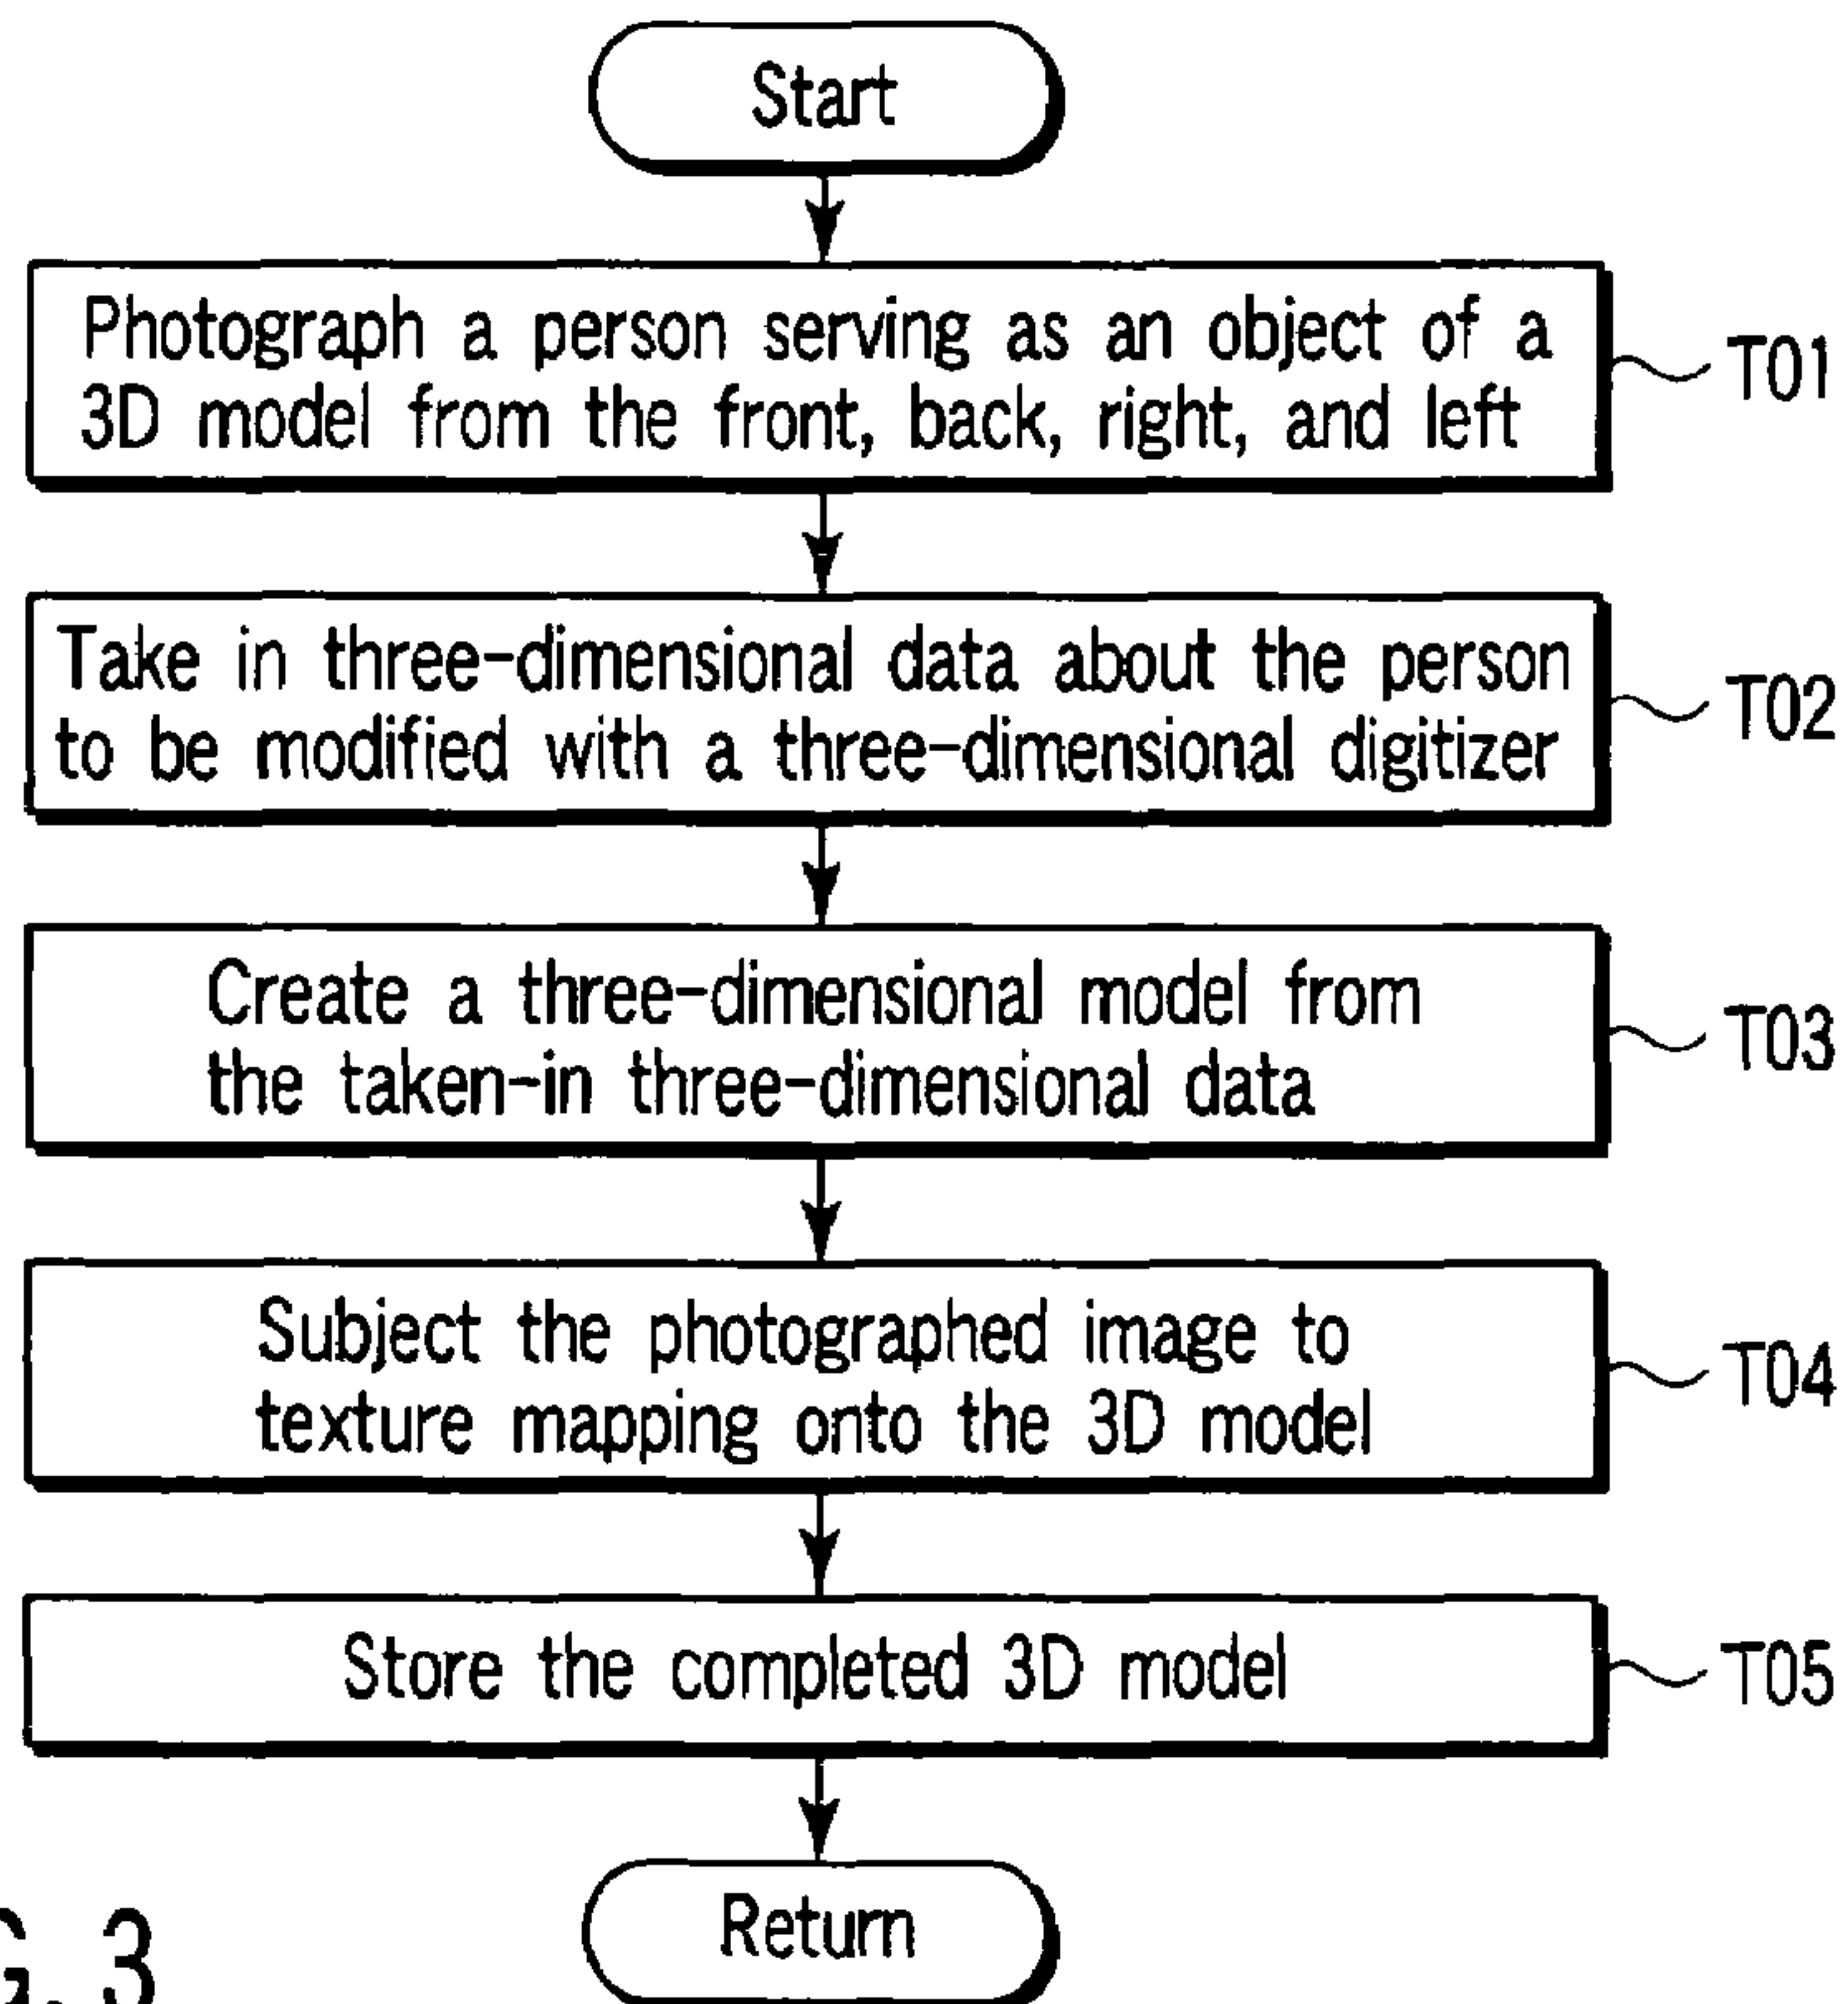 Start
Photograph a person serving as an object of a
3D model from the front, back, right, and left
T01
Take in three-dimensional data about the person
to be modified with a three-dimensional digitizer
T02
Create a three-dimensional model from
the taken-in three-dimensional data
T03
Subject the photographed image to
texture mapping onto the 3D model
T04
Store the completed 3D model
T05
Return
G. 3